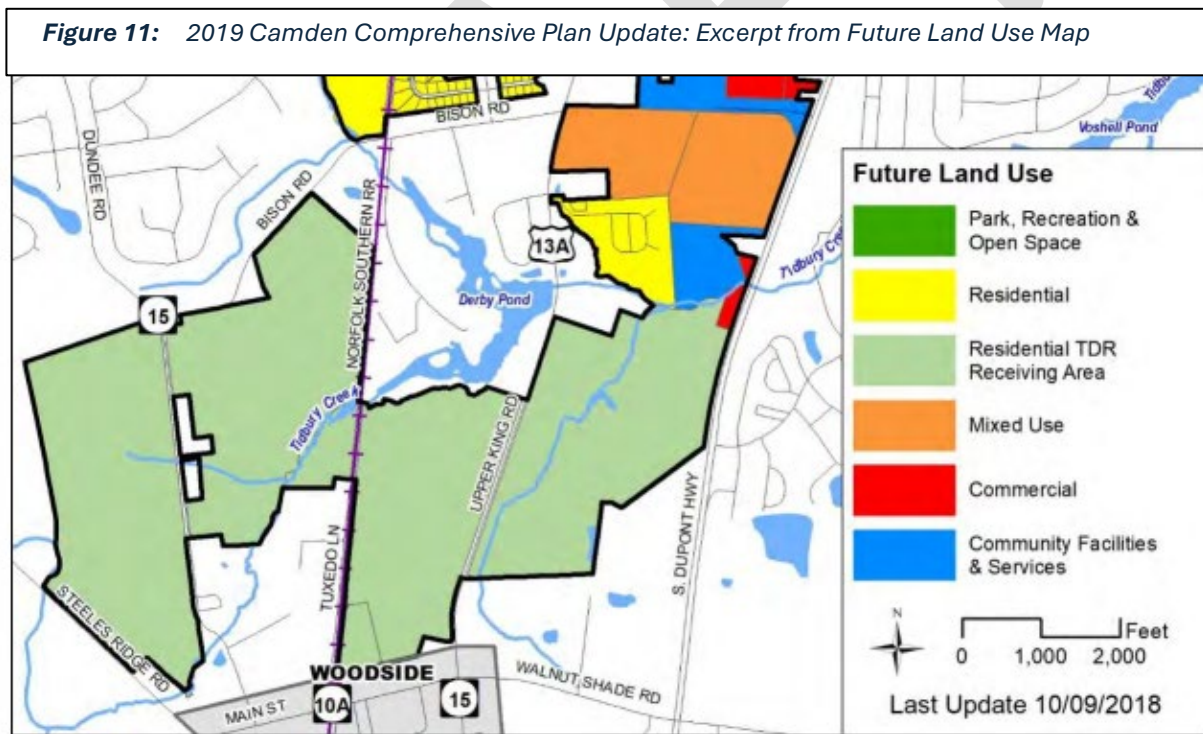 Figure 11: 2019 Camden Comprehensive Plan Update: Excerpt from Future Land Use Map
BISON RD
DUNDEE RD
BISON RD
NORFOLK SOUTHERN RR
13A
Voshell Pond
Tidbury Creek
Derby Pond
15
Tidbury Creek
UPPER KING RD
S. DUPONT HWY
TUXEDO LN
STEELES RIDGE RD
WOODSIDE
MAIN ST
10A
15
WALNUT SHADE RD
Future Land Use
Park, Recreation &
Open Space
Residential
Residential TDR
Receiving Area
Mixed Use
Commercial
Community Facilities
& Services
N
Feet
0 1,000 2,000
Last Update 10/09/2018